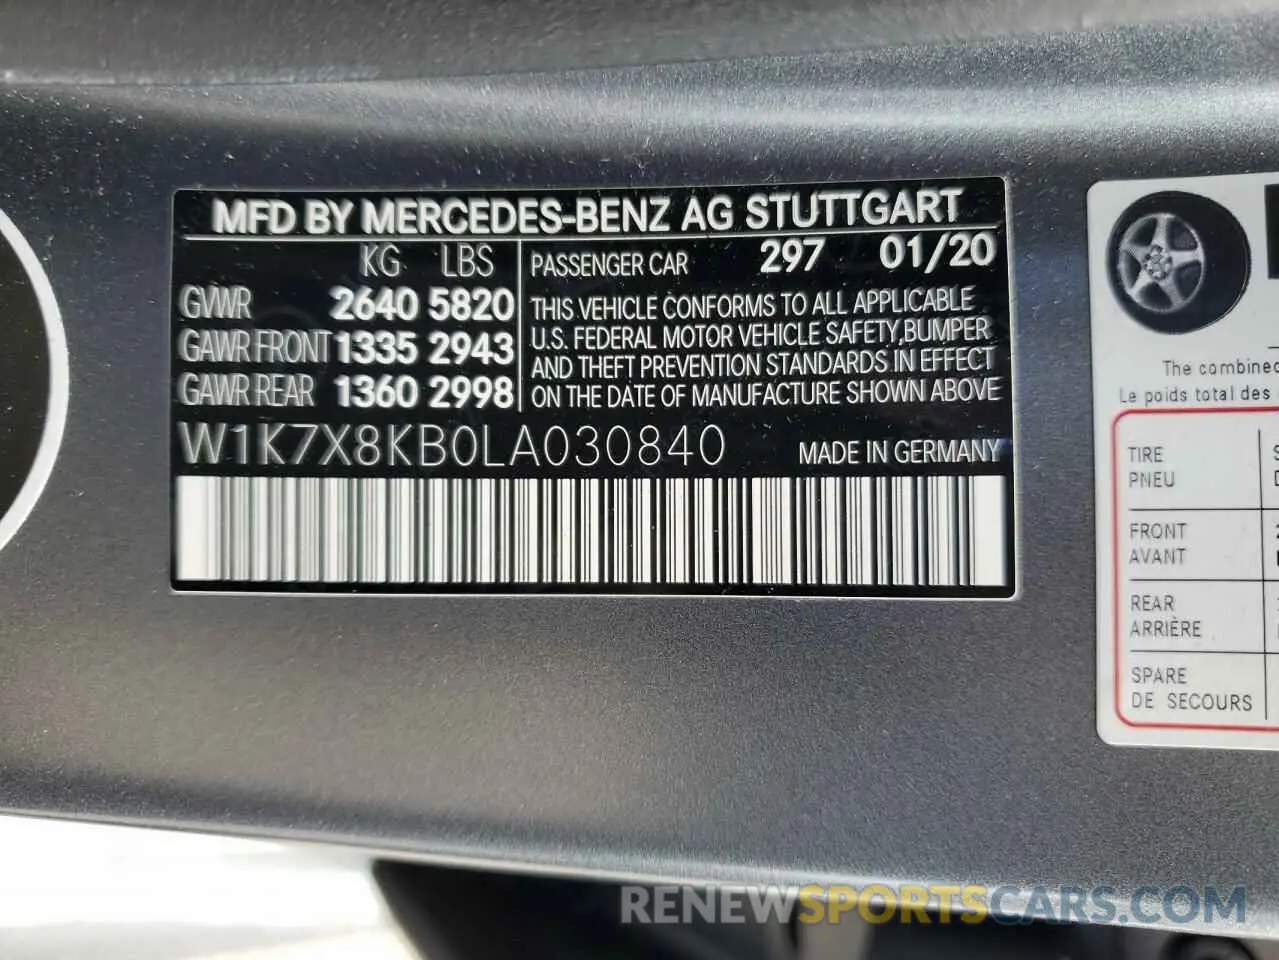 MFD BY MERCEDES-BENZ AG STUTTGART
KG LBS
PASSENGER CAR 297 01/20
GVWR 2640 5820
GAWR FRONT 1335 2943
GAWR REAR 1360 2998
THIS VEHICLE CONFORMS TO ALL APPLICABLE
U.S. FEDERAL MOTOR VEHICLE SAFETY,BUMPER
AND THEFT PREVENTION STANDARDS IN EFFECT
ON THE DATE OF MANUFACTURE SHOWN ABOVE
W1K7X8KB0LA030840 MADE IN GERMANY
The combined
Le poids total des
TIRE
PNEU
FRONT
AVANT
REAR
ARRIÈRE
SPARE
DE SECOURS
RENEWSPORTSCARS.COM